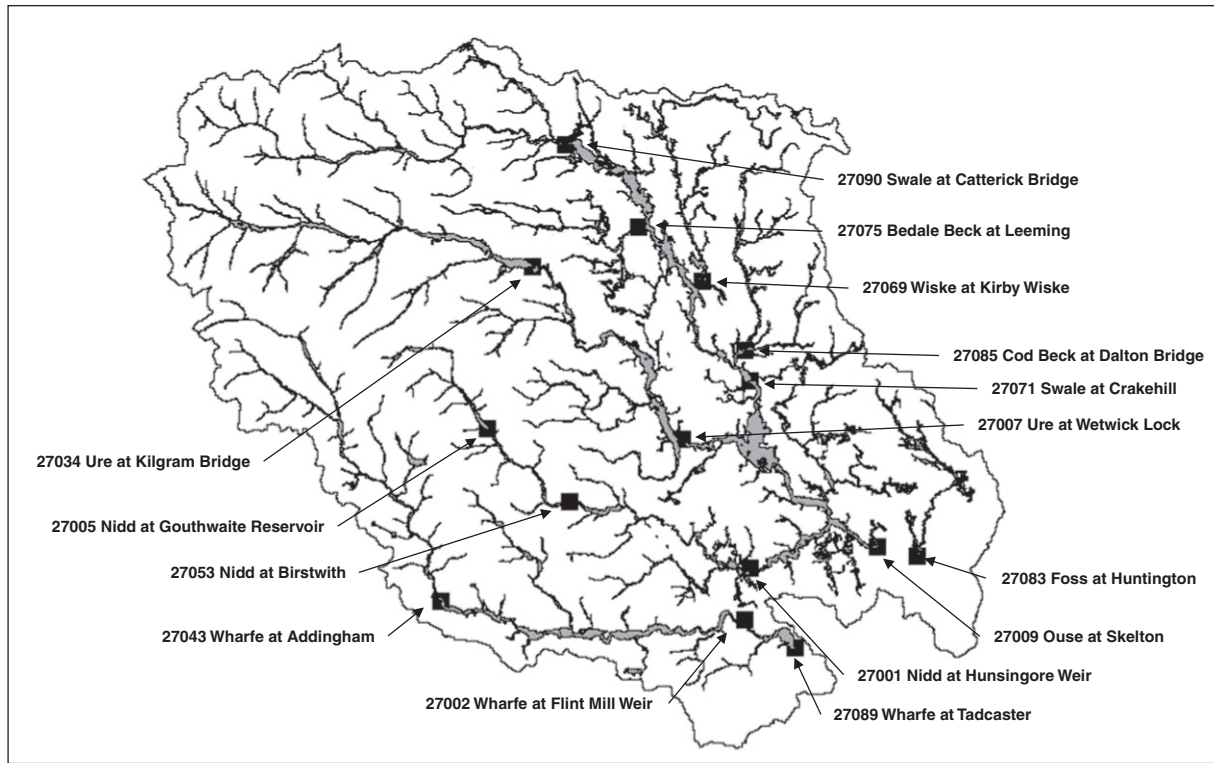 27090 Swale at Catterick Bridge
27075 Bedale Beck at Leeming
27069 Wiske at Kirby Wiske
27085 Cod Beck at Dalton Bridge
27071 Swale at Crakehill
27007 Ure at Wetwick Lock
27034 Ure at Kilgram Bridge
27005 Nidd at Gouthwaite Reservoir
27053 Nidd at Birstwith
27083 Foss at Huntington
27043 Wharfe at Addingham
27009 Ouse at Skelton
27001 Nidd at Hunsingore Weir
27002 Wharfe at Flint Mill Weir
27089 Wharfe at Tadcaster